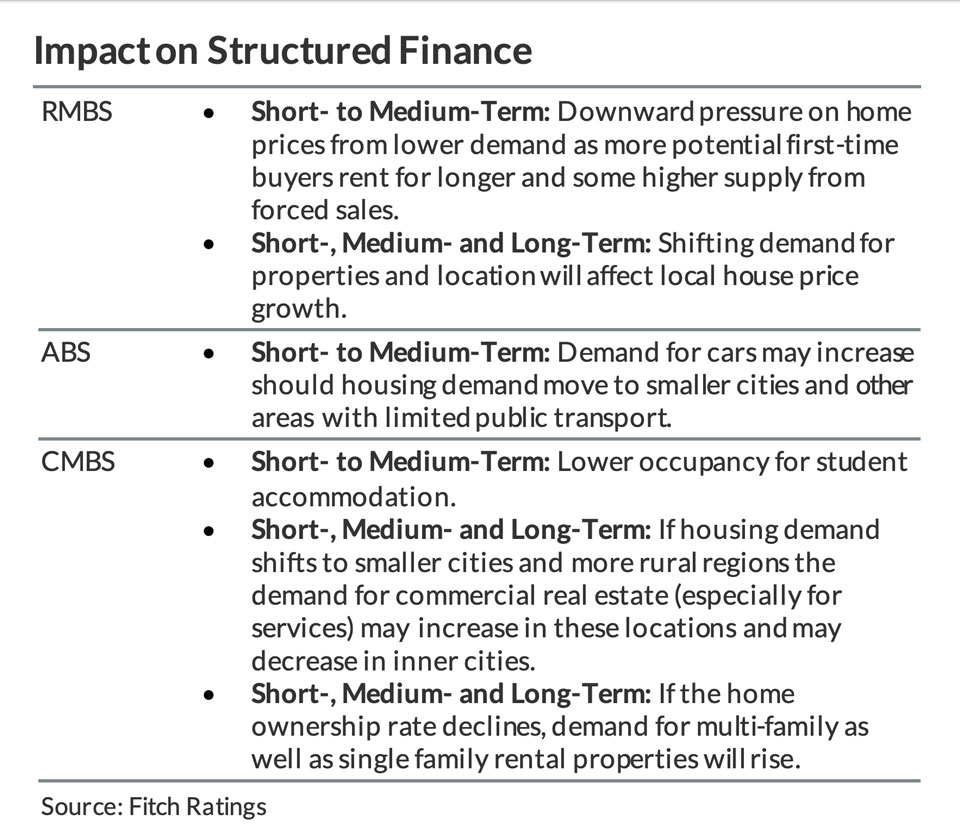 Impact on Structured Finance
RMBS • Short- to Medium-Term: Downward pressure on home
prices from lower demand as more potential first-time
buyers rent for longer and some higher supply from
forced sales.
• Short-, Medium- and Long-Term: Shifting demand for
properties and location will affect local house price
growth.
ABS • Short- to Medium-Term: Demand for cars may increase
should housing demand move to smaller cities and other
areas with limited public transport.
CMBS • Short- to Medium-Term: Lower occupancy for student
accommodation.
• Short-, Medium- and Long-Term: If housing demand
shifts to smaller cities and more rural regions the
demand for commercial real estate (especially for
services) may increase in these locations and may
decrease in inner cities.
• Short-, Medium- and Long-Term: If the home
ownership rate declines, demand for multi-family as
well as single family rental properties will rise.
Source: Fitch Ratings